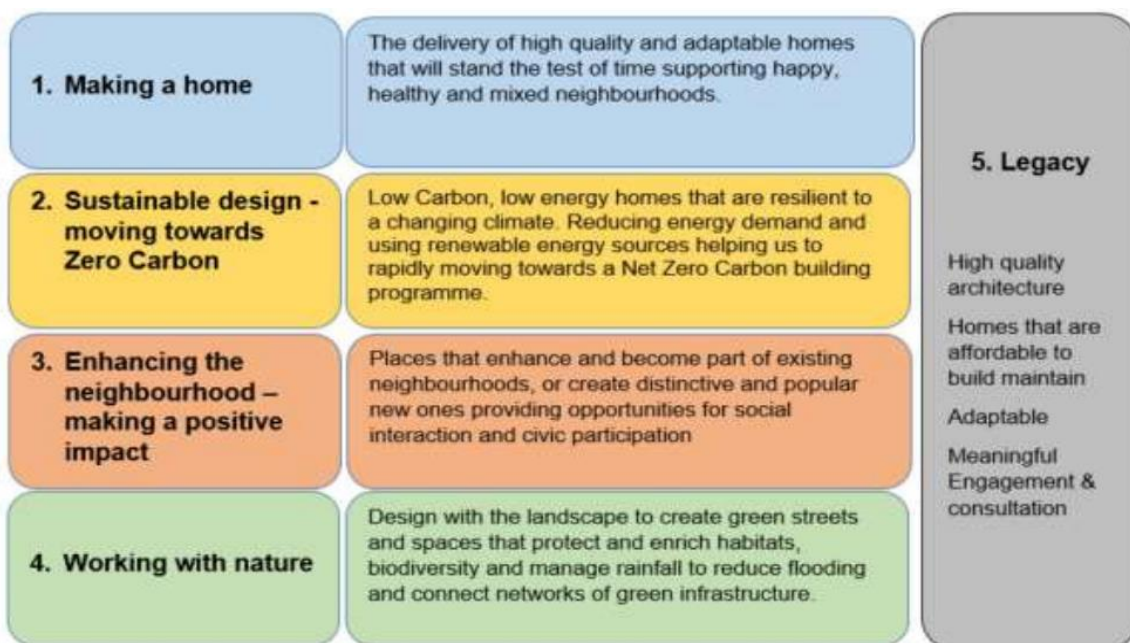 1. Making a home
The delivery of high quality and adaptable homes
that will stand the test of time supporting happy,
healthy and mixed neighbourhoods.
2. Sustainable design -
moving towards
Zero Carbon
Low Carbon, low energy homes that are resilient to
a changing climate. Reducing energy demand and
using renewable energy sources helping us to
rapidly moving towards a Net Zero Carbon building
programme.
3. Enhancing the
neighbourhood –
making a positive
impact
Places that enhance and become part of existing
neighbourhoods, or create distinctive and popular
new ones providing opportunities for social
interaction and civic participation
4. Working with nature
Design with the landscape to create green streets
and spaces that protect and enrich habitats,
biodiversity and manage rainfall to reduce flooding
and connect networks of green infrastructure.
5. Legacy
High quality
architecture
Homes that are
affordable to
build maintain
Adaptable
Meaningful
Engagement &
consultation